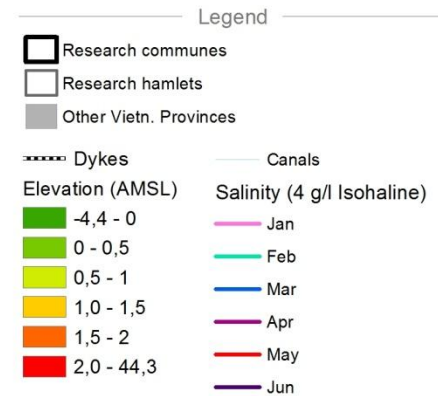 Legend
Research communes
Research hamlets
Other Vietn. Provinces
Dykes
Canals
Elevation (AMSL)
Salinity (4 g/l Isohaline)
-4,4 - 0
Jan
0 - 0,5
Feb
0,5 - 1
Mar
1,0 - 1,5
Apr
1,5 - 2
May
2,0 - 44,3
Jun